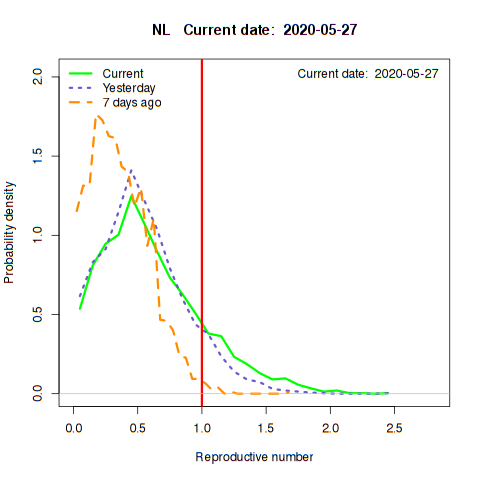 NL Current date: 2020-05-27
Current date: 2020-05-27
Current
Yesterday
7 days ago
Probability density
2.0
1.5
1.0
0.5
0.0
0.0 0.5 1.0 1.5 2.0 2.5
Reproductive number